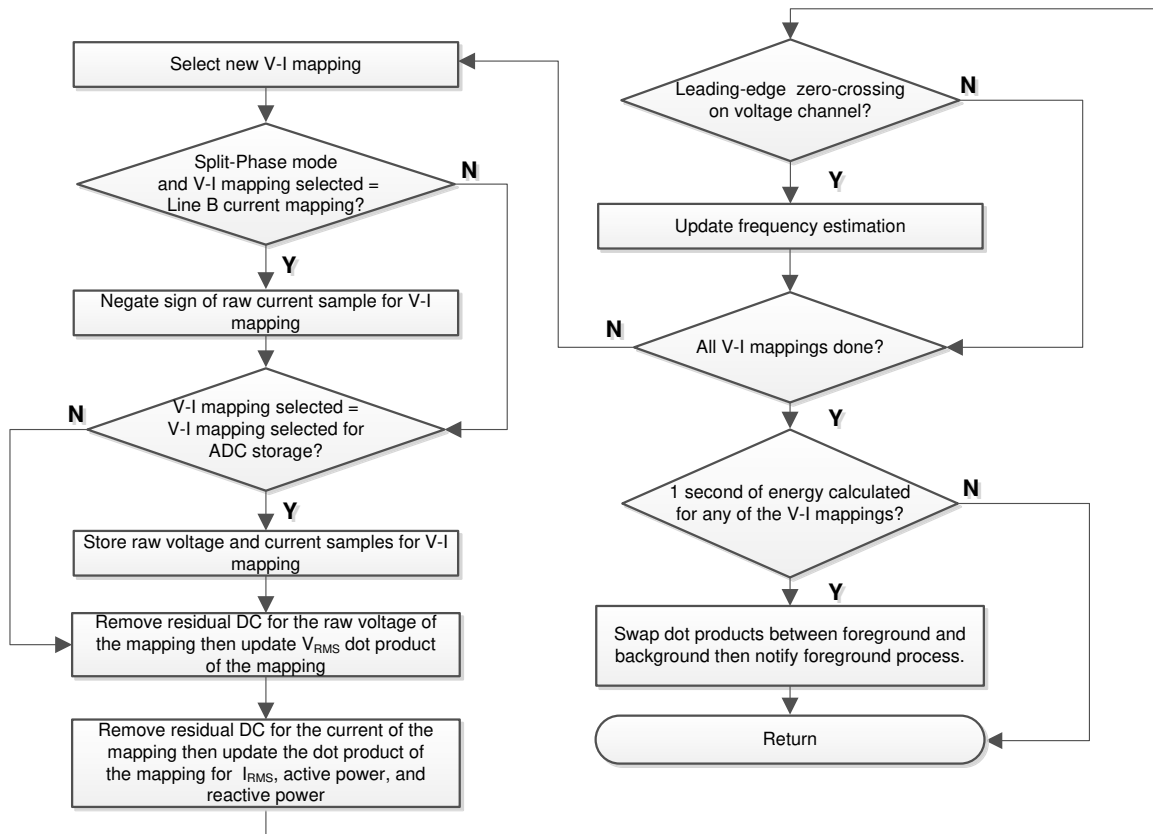 Select new V-I mapping
Split-Phase mode
and V-I mapping selected =
Line B current mapping?
N
Y
Negate sign of raw current sample for V-I
mapping
V-I mapping selected =
V-I mapping selected for
ADC storage?
N
Y
Store raw voltage and current samples for V-I
mapping
Remove residual DC for the raw voltage of
the mapping then update VRMS dot product
of the mapping
Remove residual DC for the current of the
mapping then update the dot product of
the mapping for IRMS, active power, and
reactive power
Leading-edge zero-crossing
on voltage channel?
N
Y
Update frequency estimation
All V-I mappings done?
N
Y
1 second of energy calculated
for any of the V-I mappings?
N
Y
Swap dot products between foreground and
background then notify foreground process.
Return